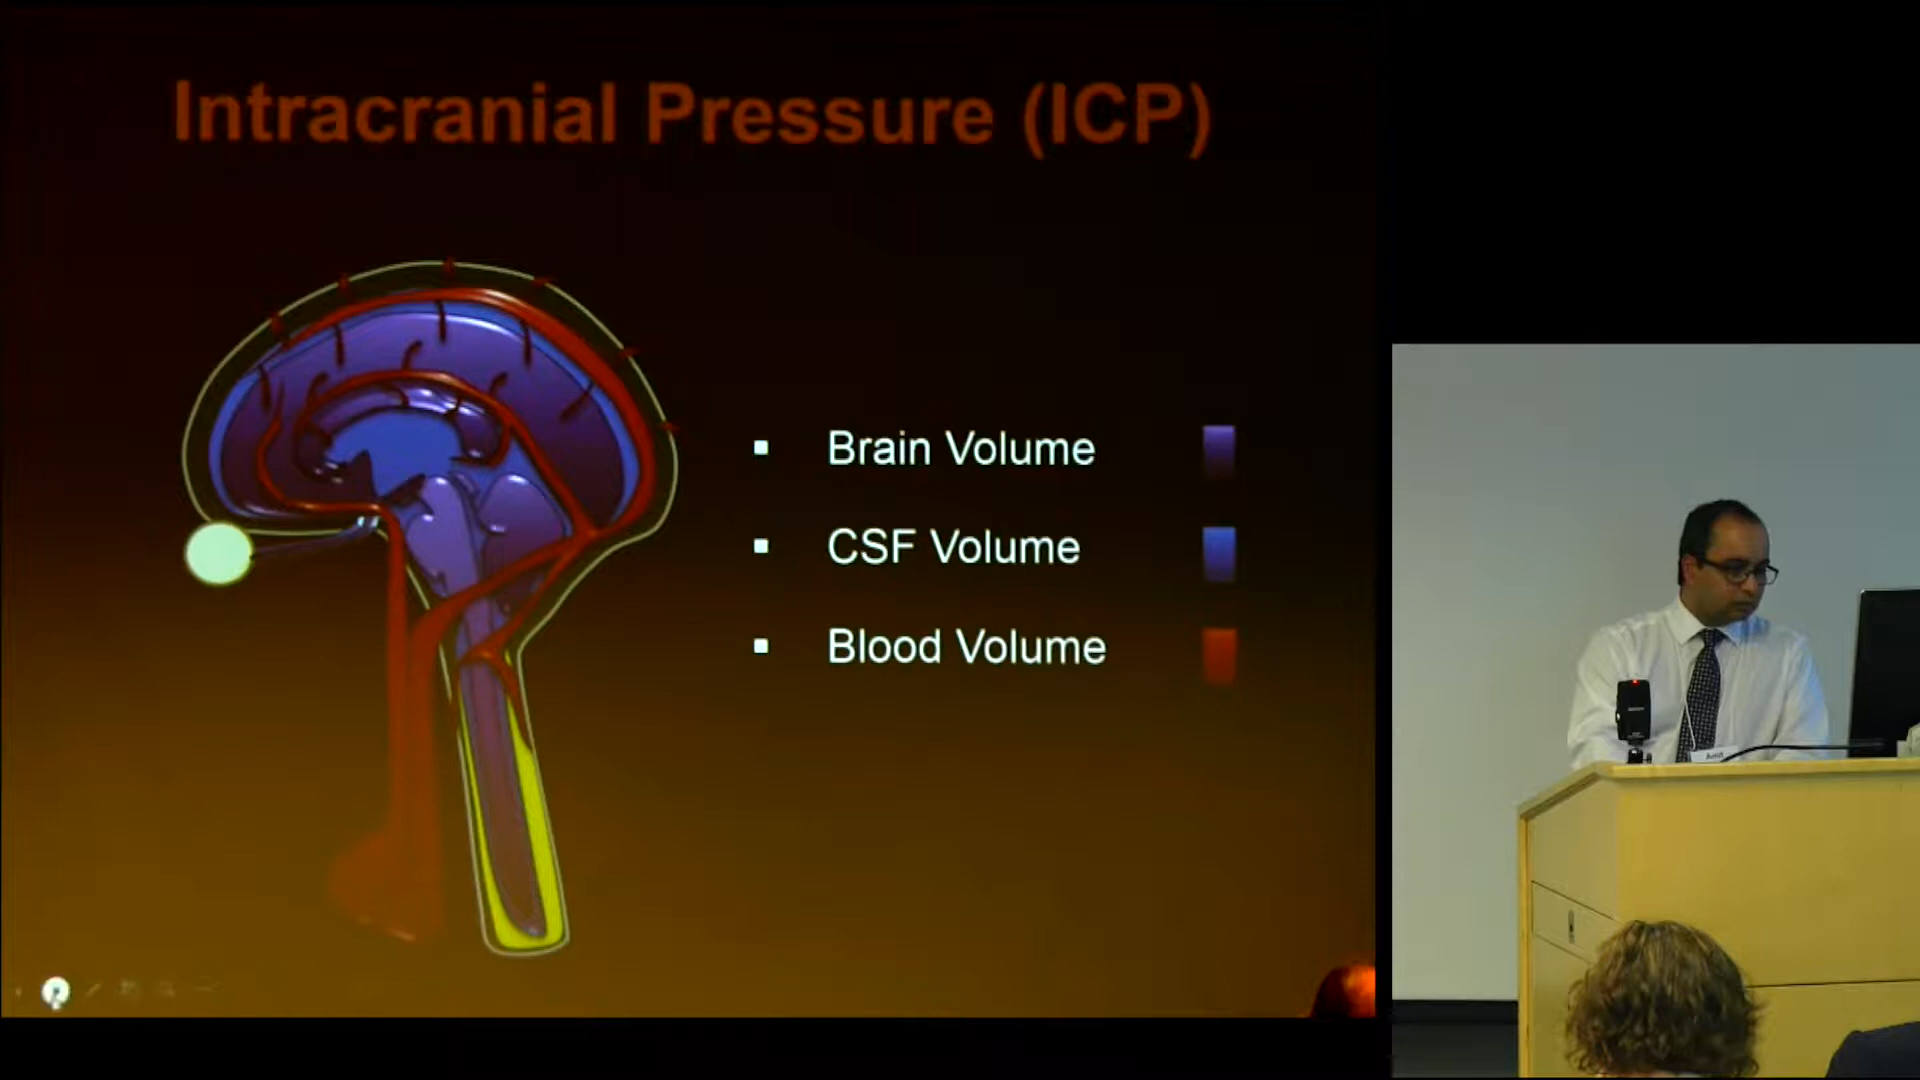 Intracranial Pressure (ICP)
▪ Brain Volume
▪ CSF Volume
▪ Blood Volume